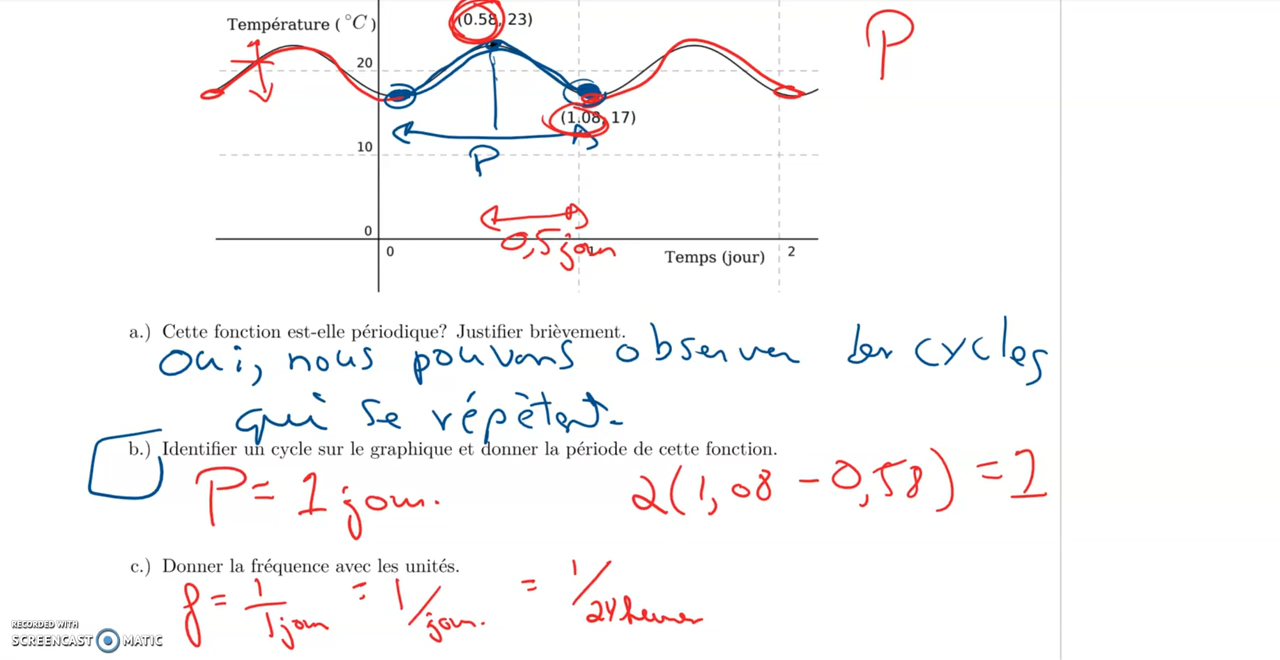 Température ( °C )
(0.58, 23)
P
20
(1.08, 17)
10
P
0
0,5 jour
0
1
Temps (jour)
2
a.) Cette fonction est-elle périodique? Justifier brièvement.
oui, nous pouvons observer des cycles
qui se répètent.
b.) Identifier un cycle sur le graphique et donner la période de cette fonction.
P = 1 jour. 2(1,08 - 0,58) = 1
c.) Donner la fréquence avec les unités.
f = 1/1 jour = 1/jour. = 1/24 heures
RECORDED WITH
SCREENCAST MATIC